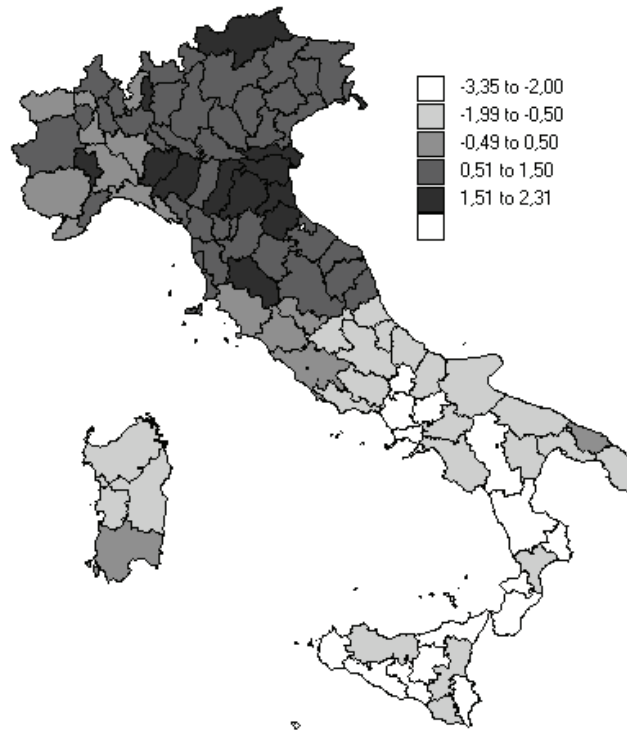 -3,35 to -2,00
-1,99 to -0,50
-0,49 to 0,50
0,51 to 1,50
1,51 to 2,31